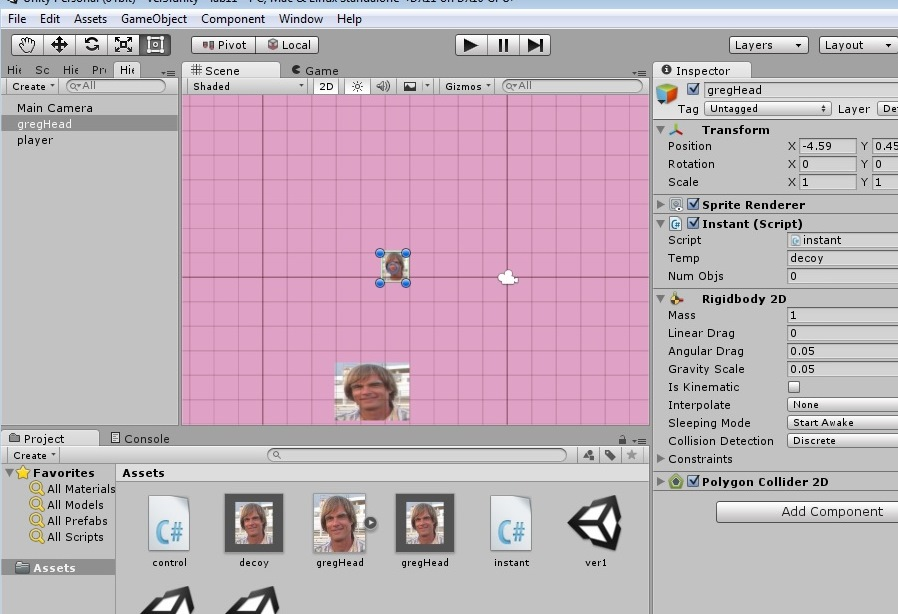 File Edit Assets GameObject Component Window Help
Pivot Local Layers Layout
Hie Sc Hie Pr Hie Scene Game Inspector
Create All Shaded 2D Gizmos All gregHead
Tag Untagged Layer De
Main Camera
gregHead
player
Transform
Position X -4.59 Y 0.45
Rotation X 0 Y 0
Scale X 1 Y 1
Sprite Renderer
Instant (Script)
Script instant
Temp decoy
Num Objs 0
Rigidbody 2D
Mass 1
Linear Drag 0
Angular Drag 0.05
Gravity Scale 0.05
Is Kinematic
Interpolate None
Sleeping Mode Start Awake
Collision Detection Discrete
Constraints
Polygon Collider 2D
Add Component
Project Console
Create
Favorites
All Materials
All Models
All Prefabs
All Scripts
Assets
Assets
control decoy gregHead gregHead instant ver1